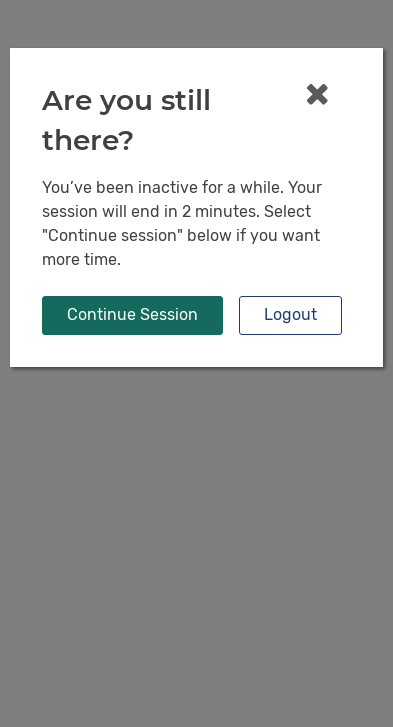 Are you still
there?
You’ve been inactive for a while. Your
session will end in 2 minutes. Select
"Continue session" below if you want
more time.
Continue Session
Logout